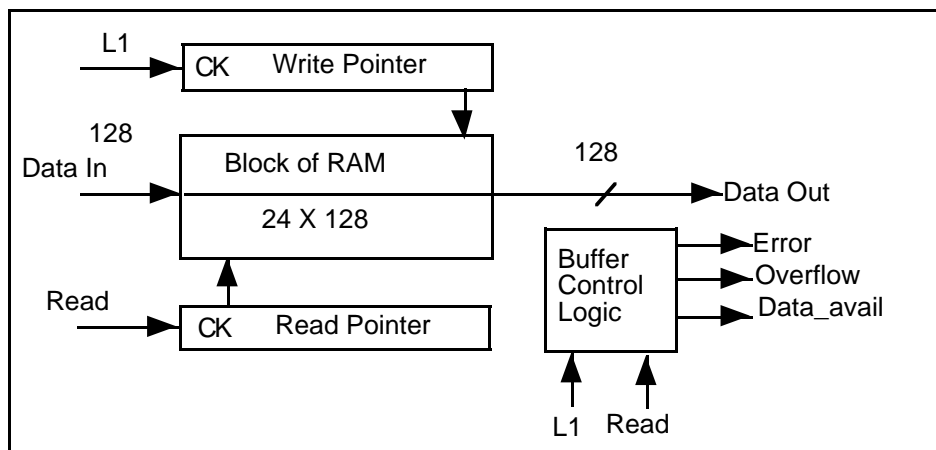 L1
CK Write Pointer
128
Data In
Block of RAM
24 X 128
128
Data Out
Read
CK Read Pointer
Buffer
Control
Logic
Error
Overflow
Data_avail
L1 Read